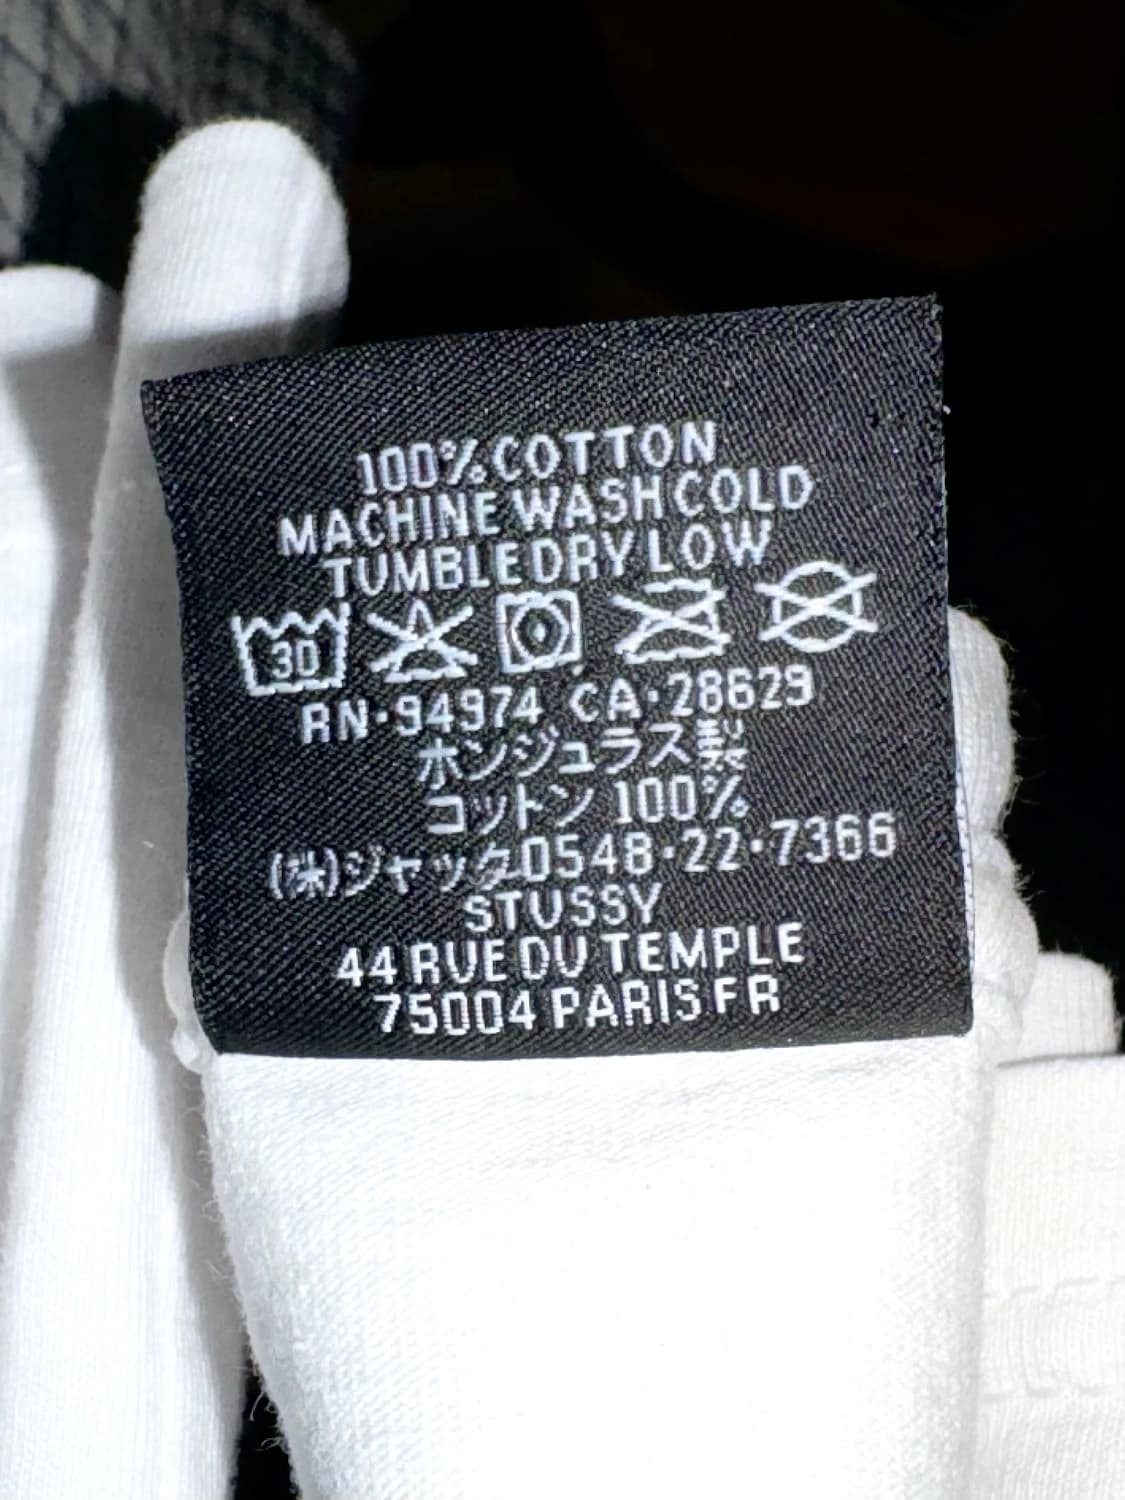 100% COTTON
MACHINE WASH COLD
TUMBLE DRY LOW
30
RN·94974 CA·28629
ホンジュラス製
コットン 100%
(株)ジャック0548·22·7366
STUSSY
44 RUE DU TEMPLE
75004 PARIS FR